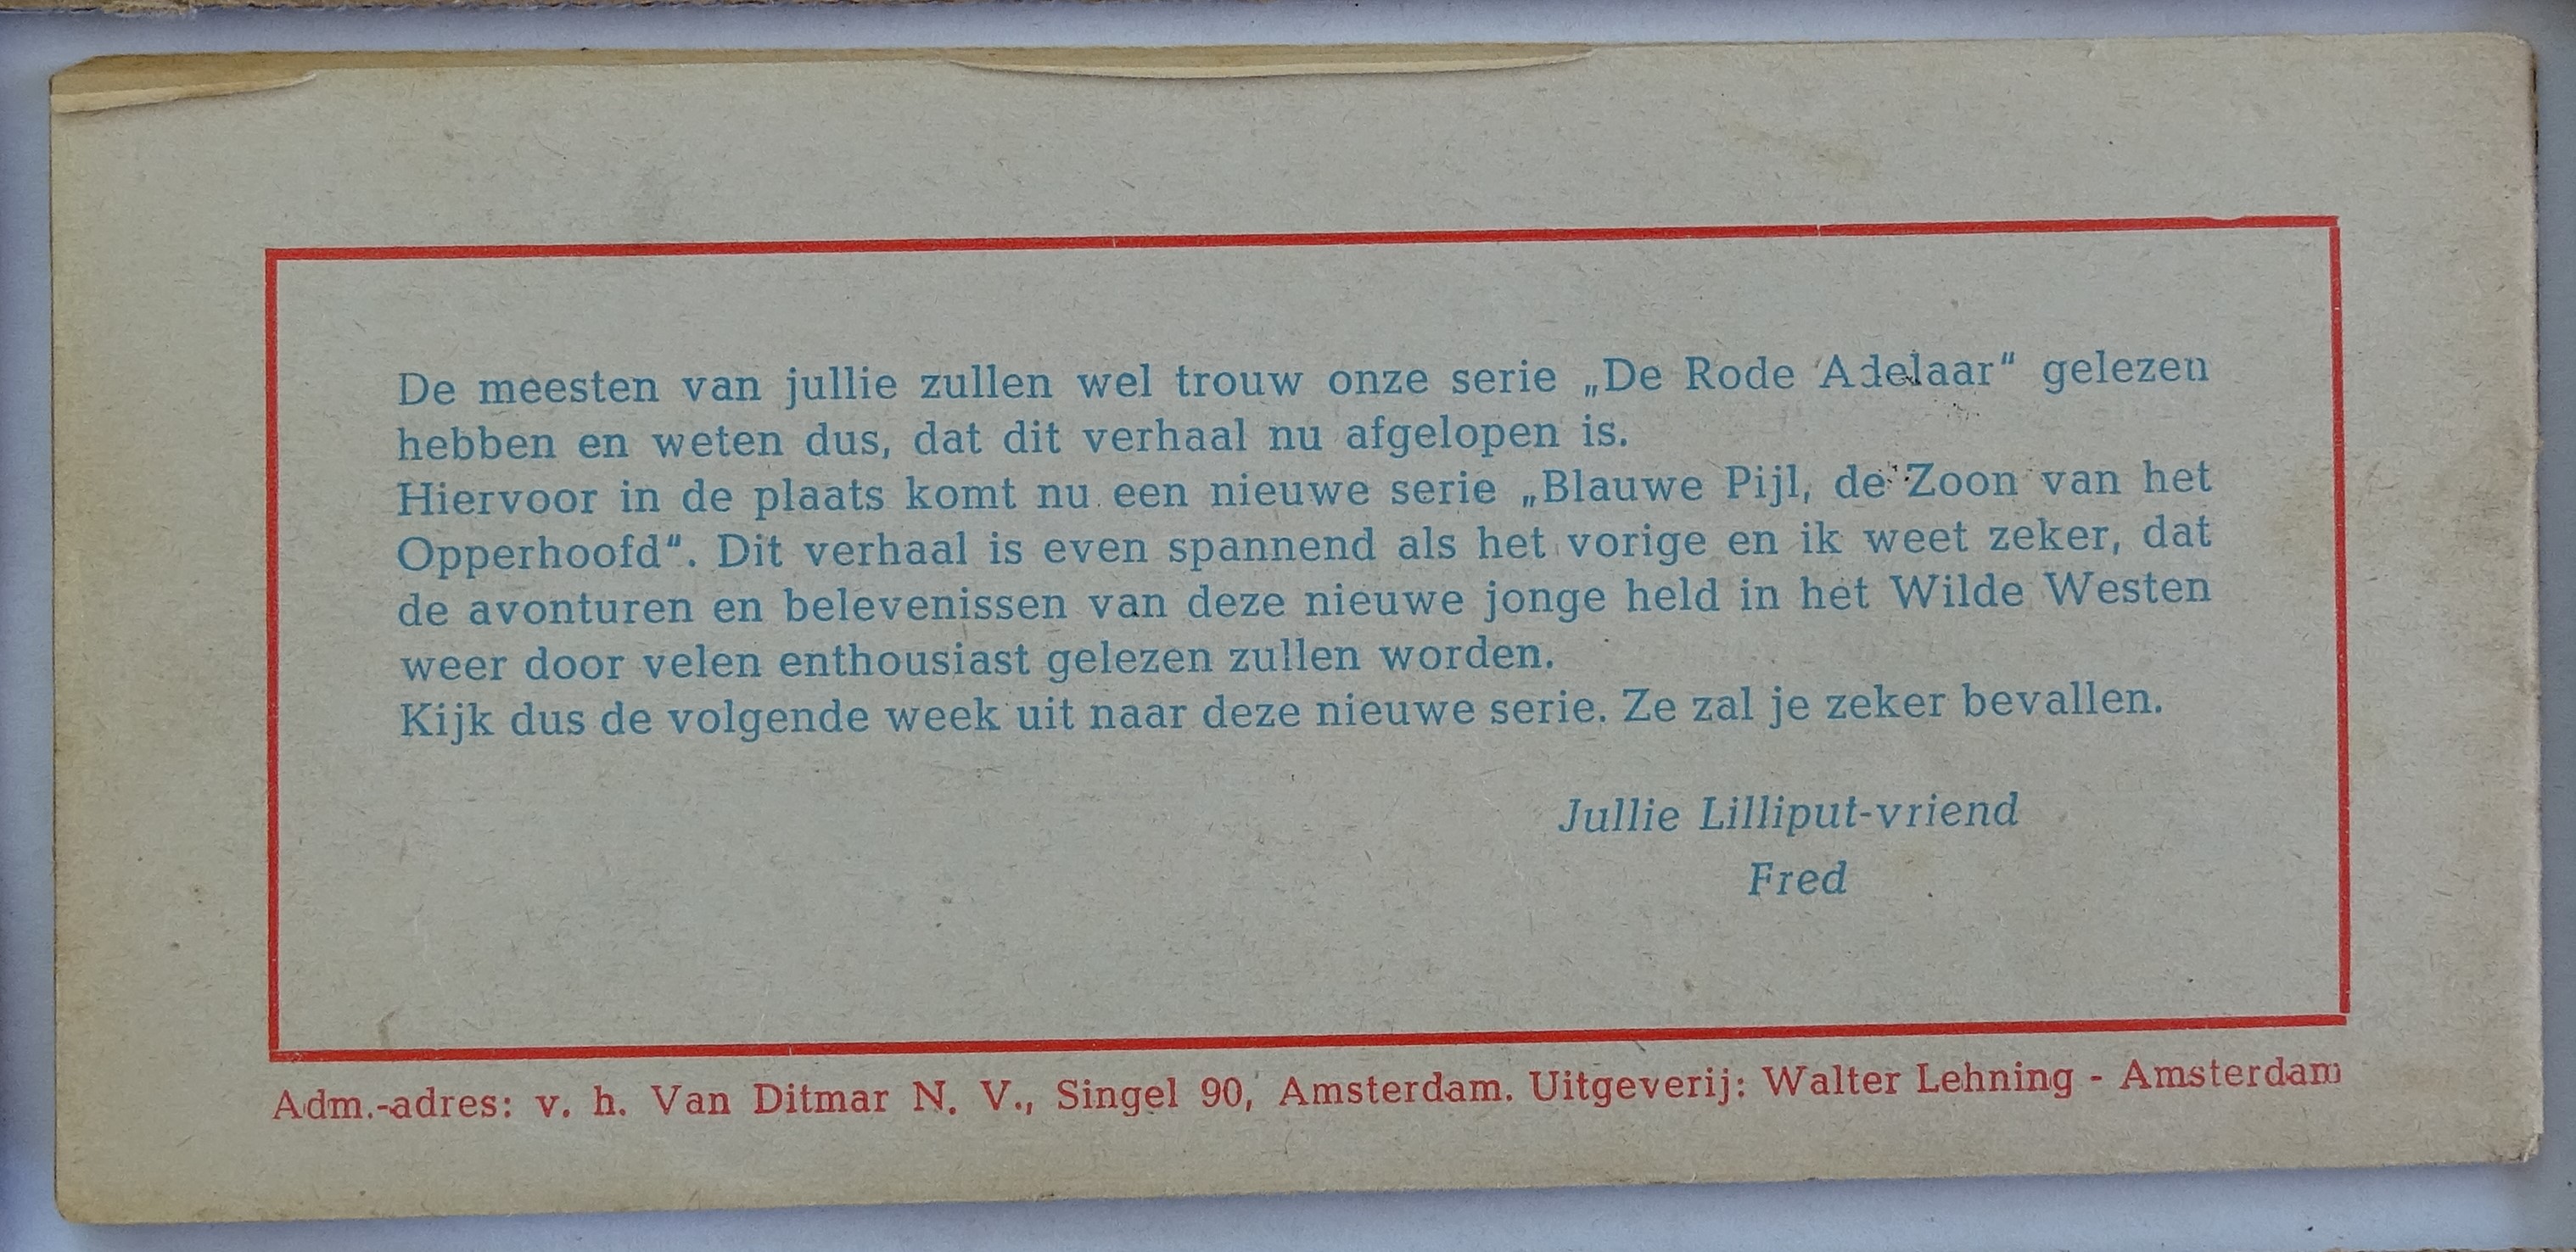 De meesten van jullie zullen wel trouw onze serie „De Rode Adelaar“ gelezen
hebben en weten dus, dat dit verhaal nu afgelopen is.
Hiervoor in de plaats komt nu een nieuwe serie „Blauwe Pijl, de Zoon van het
Opperhoofd“. Dit verhaal is even spannend als het vorige en ik weet zeker, dat
de avonturen en belevenissen van deze nieuwe jonge held in het Wilde Westen
weer door velen enthousiast gelezen zullen worden.
Kijk dus de volgende week uit naar deze nieuwe serie. Ze zal je zeker bevallen.
Jullie Lilliput-vriend
Fred
Adm.-adres: v. h. Van Ditmar N. V., Singel 90, Amsterdam. Uitgeverij: Walter Lehning - Amsterdam